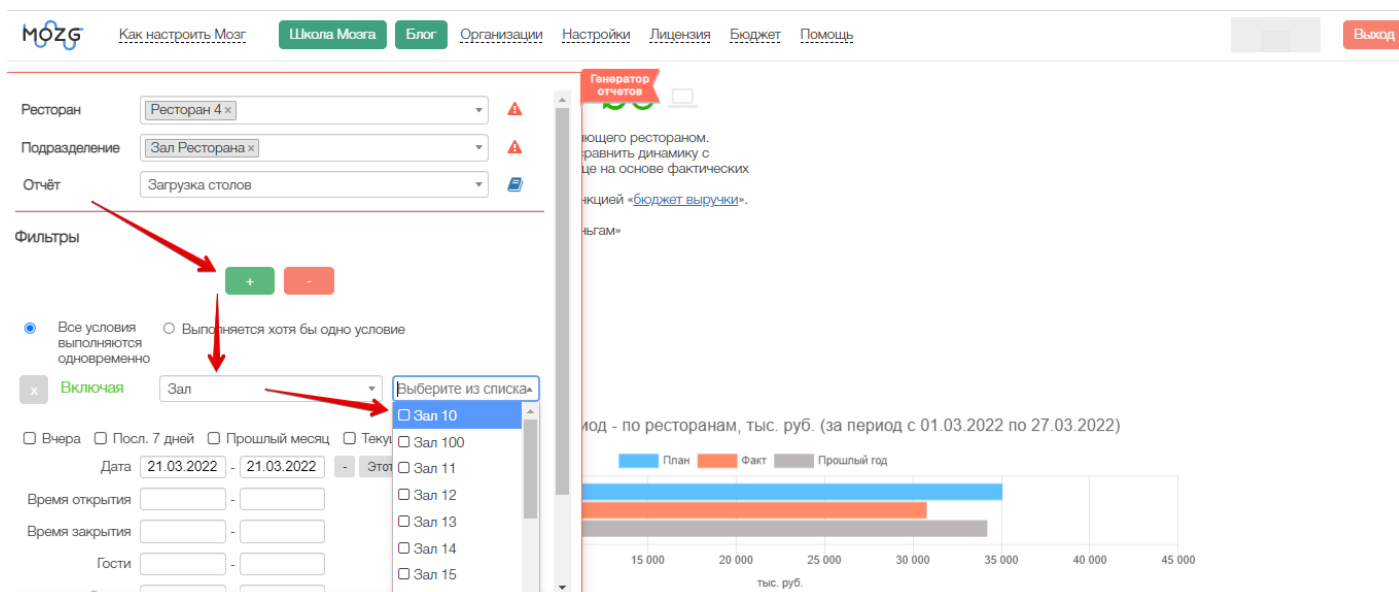 MOZG Как настроить Мозг Школа Мозга Блог Организации Настройки Лицензия Бюджет Помощь Выход
Генератор
отчетов
Ресторан Ресторан 4 ×
Подразделение Зал Ресторана ×
Отчёт Загрузка столов
ющего рестораном.
сравнить динамику с
це на основе фактических
нкцией «бюджет выручки».
ньгам»
Фильтры
+ -
Все условия
выполняются
одновременно
Выполняется хотя бы одно условие
x Включая Зал Выберите из списка
Зал 10
Зал 100
Зал 11
Зал 12
Зал 13
Зал 14
Зал 15
Вчера Посл. 7 дней Прошлый месяц Текущ
Дата 21.03.2022 - 21.03.2022 - Этот
Время открытия -
Время закрытия -
Гости -
иод - по ресторанам, тыс. руб. (за период с 01.03.2022 по 27.03.2022)
План Факт Прошлый год
15 000 20 000 25 000 30 000 35 000 40 000 45 000
тыс. руб.